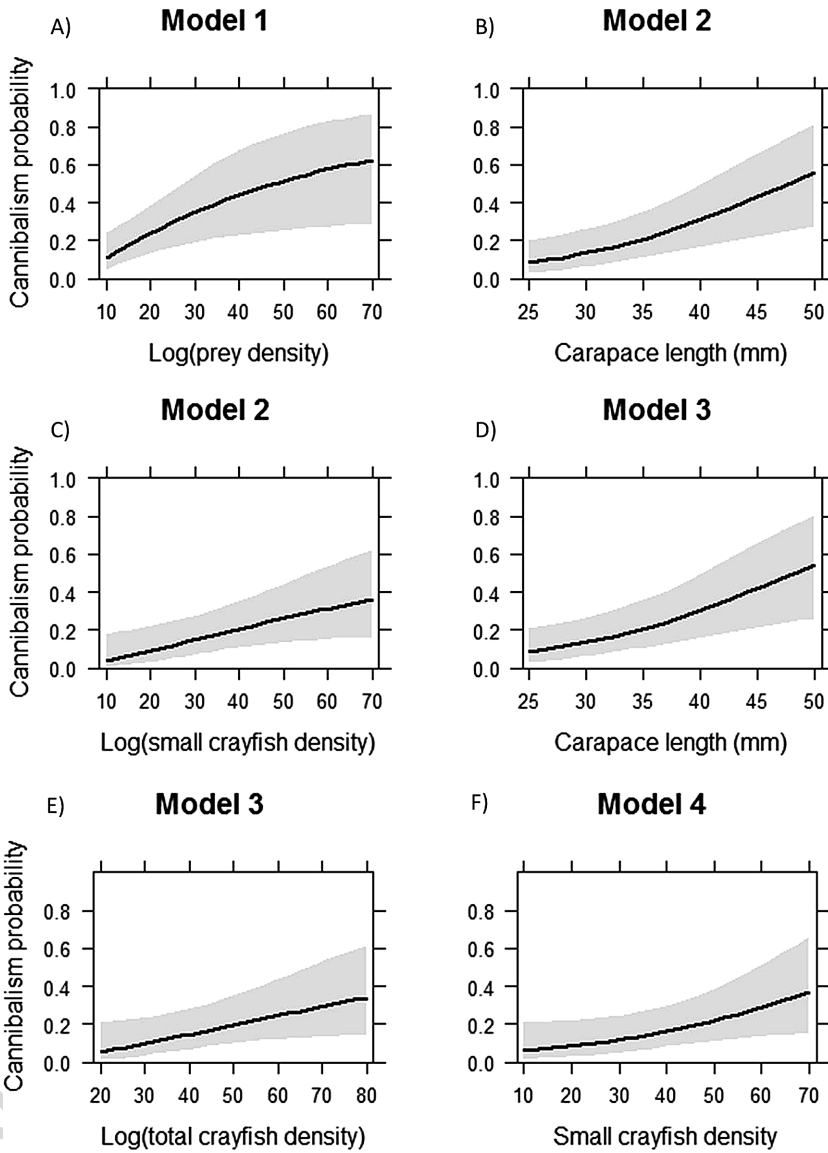 A) Model 1
Cannibalism probability
1.0
0.8
0.6
0.4
0.2
0.0
10 20 30 40 50 60 70
Log(prey density)
B) Model 2
1.0
0.8
0.6
0.4
0.2
0.0
25 30 35 40 45 50
Carapace length (mm)
C) Model 2
Cannibalism probability
1.0
0.8
0.6
0.4
0.2
0.0
10 20 30 40 50 60 70
Log(small crayfish density)
D) Model 3
1.0
0.8
0.6
0.4
0.2
0.0
25 30 35 40 45 50
Carapace length (mm)
E) Model 3
Cannibalism probability
0.8
0.6
0.4
0.2
0.0
20 30 40 50 60 70 80
Log(total crayfish density)
F) Model 4
0.8
0.6
0.4
0.2
0.0
10 20 30 40 50 60 70
Small crayfish density